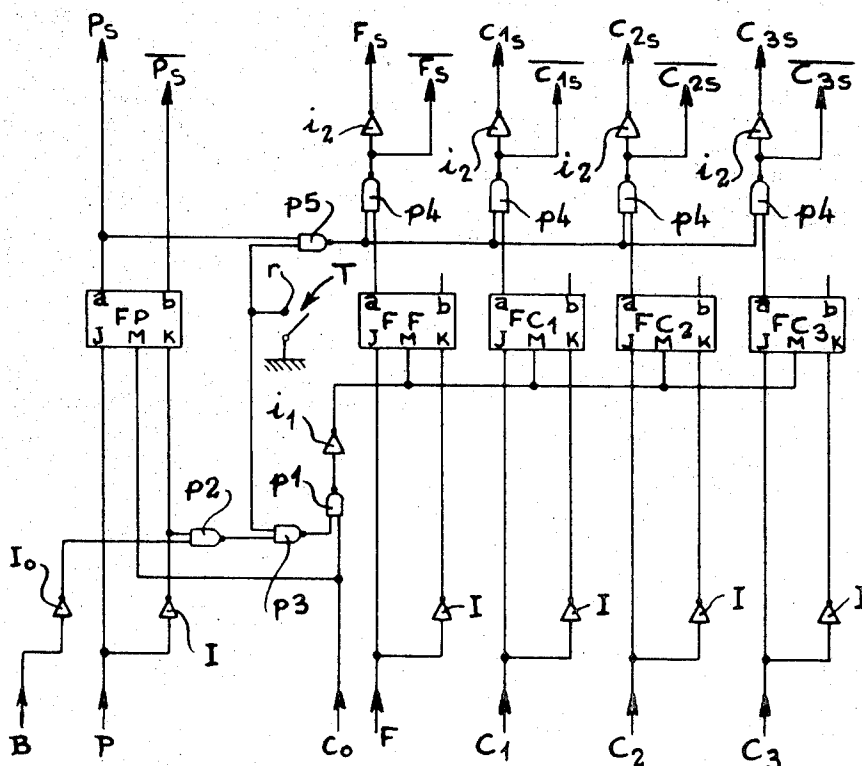 Ps Ps Fs Fs C1s C1s C2s C2s C3s C3s
i2 i2 i2 i2
p5 p4 p4 p4 p4
r T
a b a b a b a b a b
FP FF FC1 FC2 FC3
J M K J M K J M K J M K J M K
i1
p2 p1
I0 p3 I I I I
I
B P C0 F C1 C2 C3